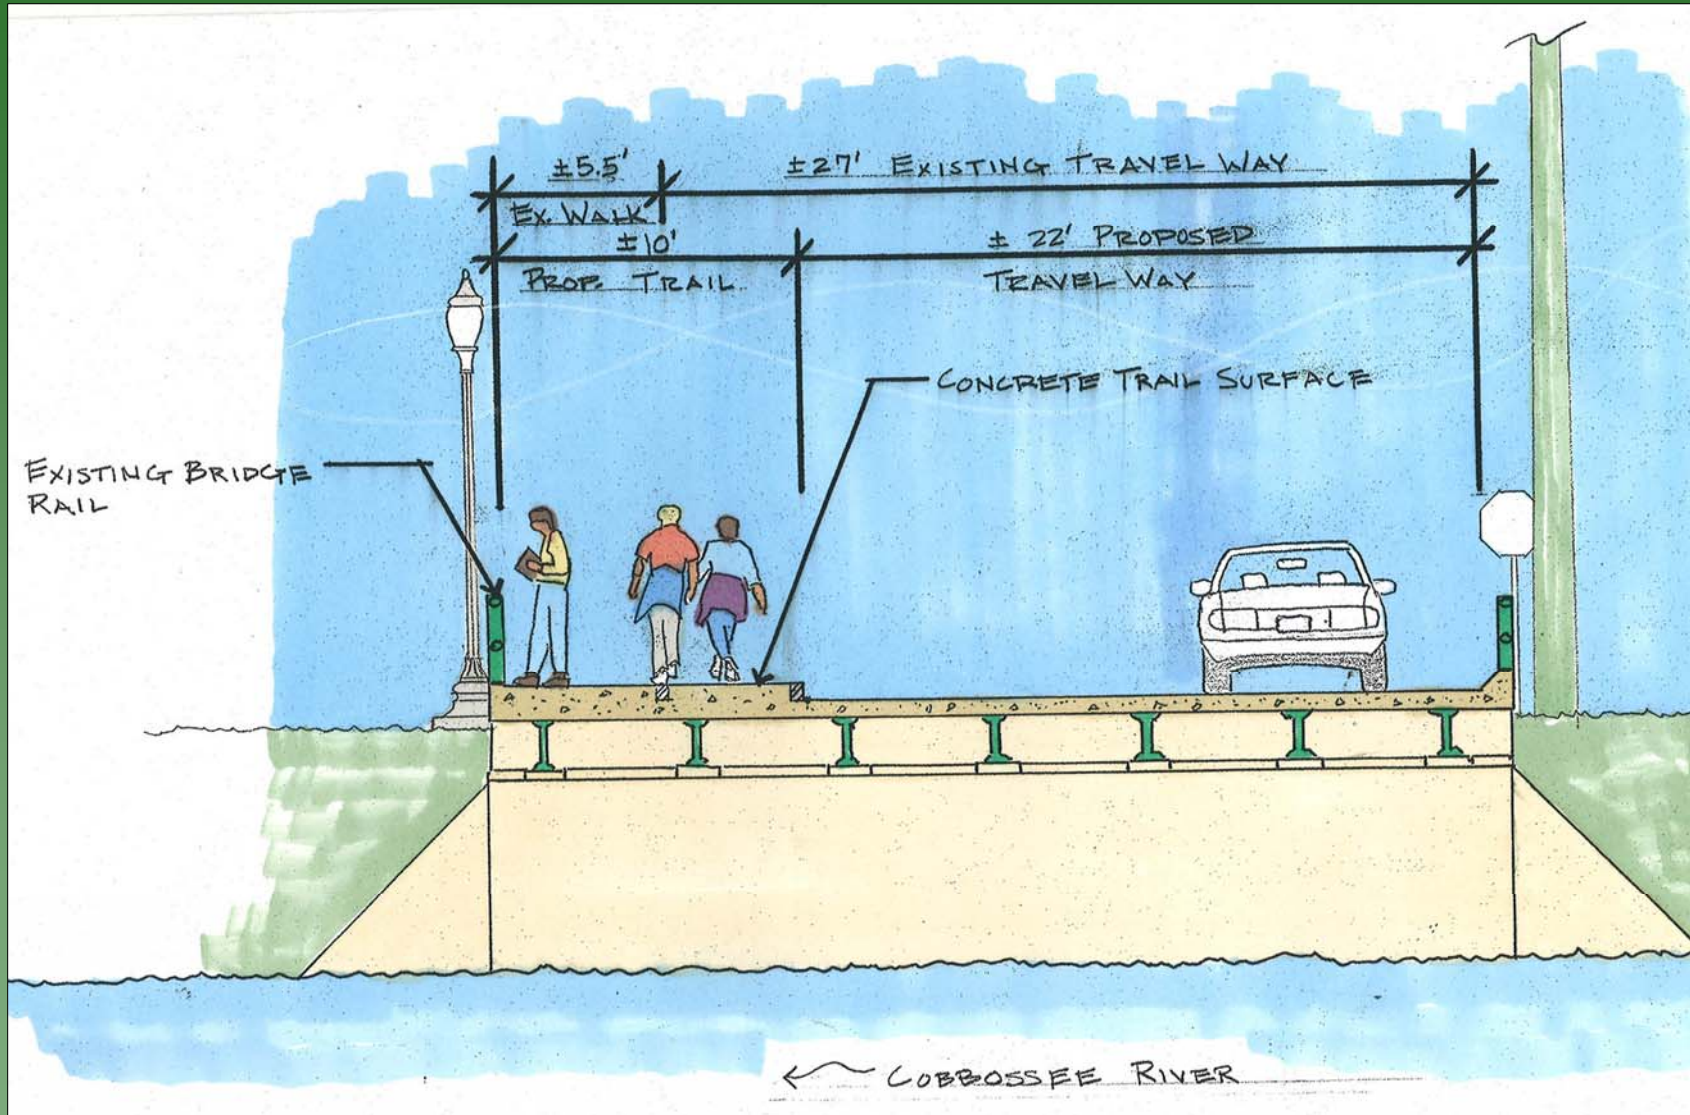 ±5.5'
±27' EXISTING TRAVEL WAY
EX. WALK
±10'
± 22' PROPOSED
PROP. TRAIL
TRAVEL WAY
CONCRETE TRAIL SURFACE
EXISTING BRIDGE
RAIL
COBBOSSEE RIVER